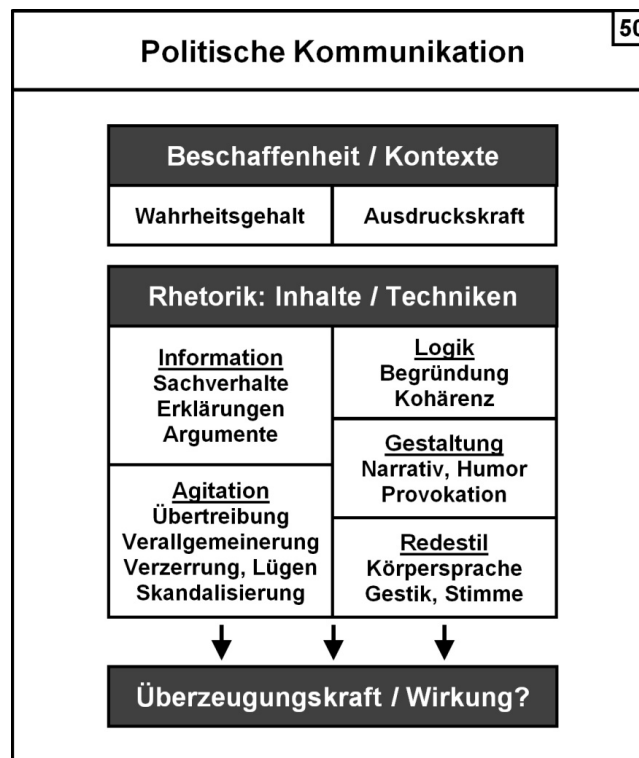 50
Politische Kommunikation
Beschaffenheit / Kontexte
Wahrheitsgehalt
Ausdruckskraft
Rhetorik: Inhalte / Techniken
Information
Sachverhalte
Erklärungen
Argumente
Agitation
Übertreibung
Verallgemeinerung
Verzerrung, Lügen
Skandalisierung
Logik
Begründung
Kohärenz
Gestaltung
Narrativ, Humor
Provokation
Redestil
Körpersprache
Gestik, Stimme
Überzeugungskraft / Wirkung?